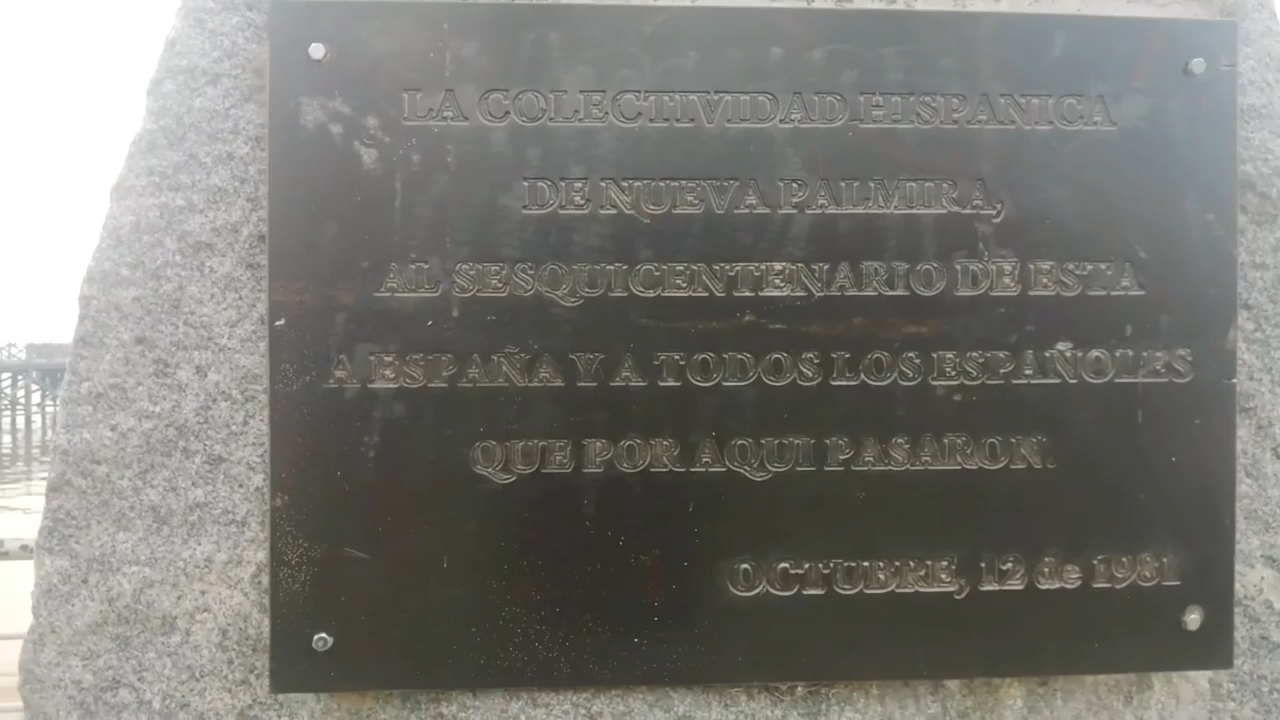 LA COLECTIVIDAD HISPANICA
DE NUEVA PALMIRA,
AL SESQUICENTENARIO DE ESTA
A ESPAÑA Y A TODOS LOS ESPAÑOLES
QUE POR AQUI PASARON.
OCTUBRE, 12 de 1981